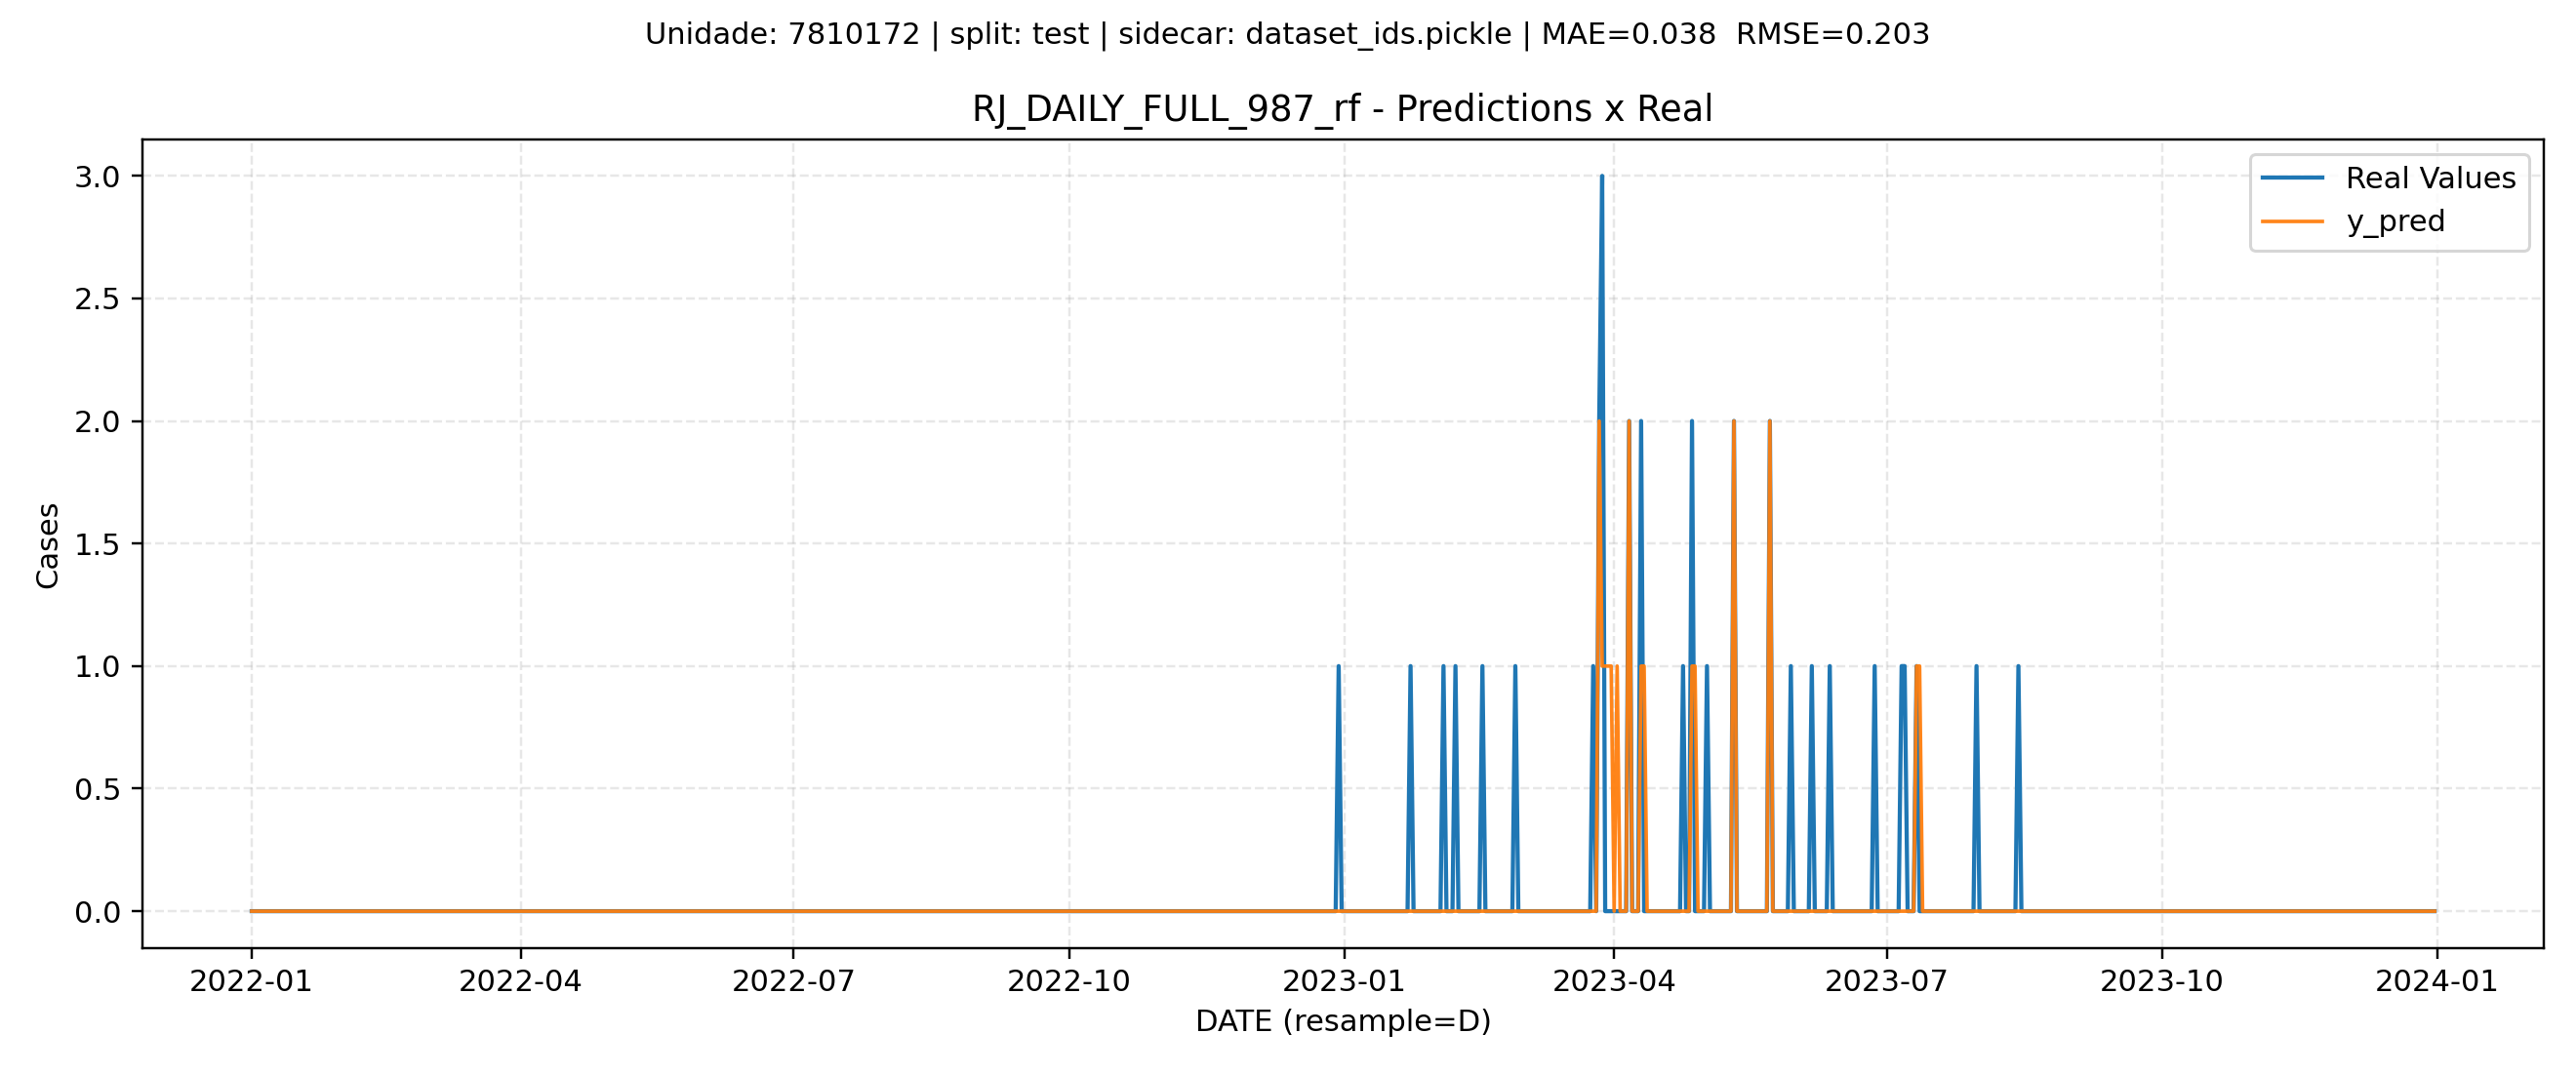 Unidade: 7810172 | split: test | sidecar: dataset_ids.pickle | MAE=0.038  RMSE=0.203
RJ_DAILY_FULL_987_rf - Predictions x Real
Real Values
y_pred
Cases
3.0
2.5
2.0
1.5
1.0
0.5
0.0
2022-01
2022-04
2022-07
2022-10
2023-01
2023-04
2023-07
2023-10
2024-01
DATE (resample=D)